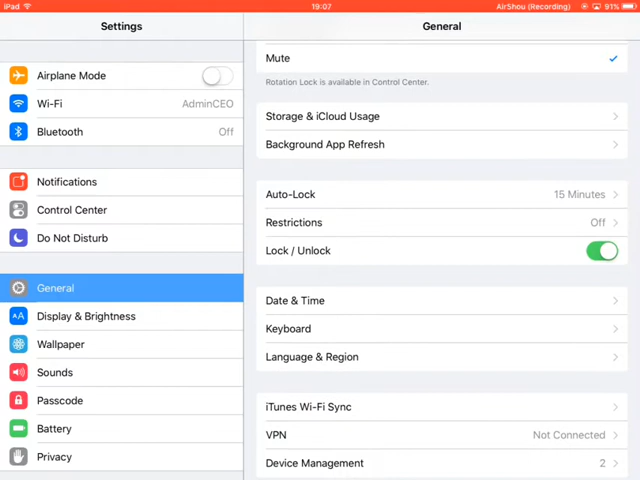 iPad 19:07 AirShou (Recording) 91%
Settings
General
Airplane Mode
Wi-Fi AdminCEO
Bluetooth Off
Notifications
Control Center
Do Not Disturb
General
AA Display & Brightness
Wallpaper
Sounds
Passcode
Battery
Privacy
Mute
Rotation Lock is available in Control Center.
Storage & iCloud Usage
Background App Refresh
Auto-Lock 15 Minutes
Restrictions Off
Lock / Unlock
Date & Time
Keyboard
Language & Region
iTunes Wi-Fi Sync
VPN Not Connected
Device Management 2